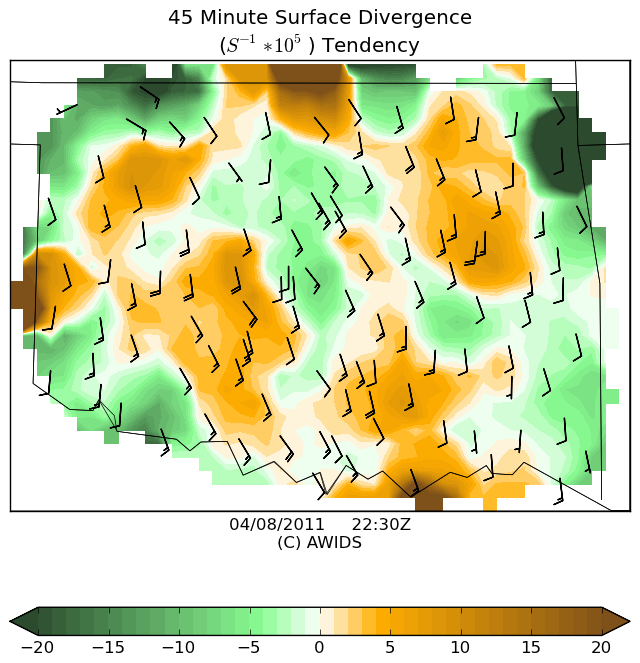 45 Minute Surface Divergence
(S⁻¹ *10⁵ ) Tendency
04/08/2011 22:30Z
(C) AWIDS
−20 −15 −10 −5 0 5 10 15 20